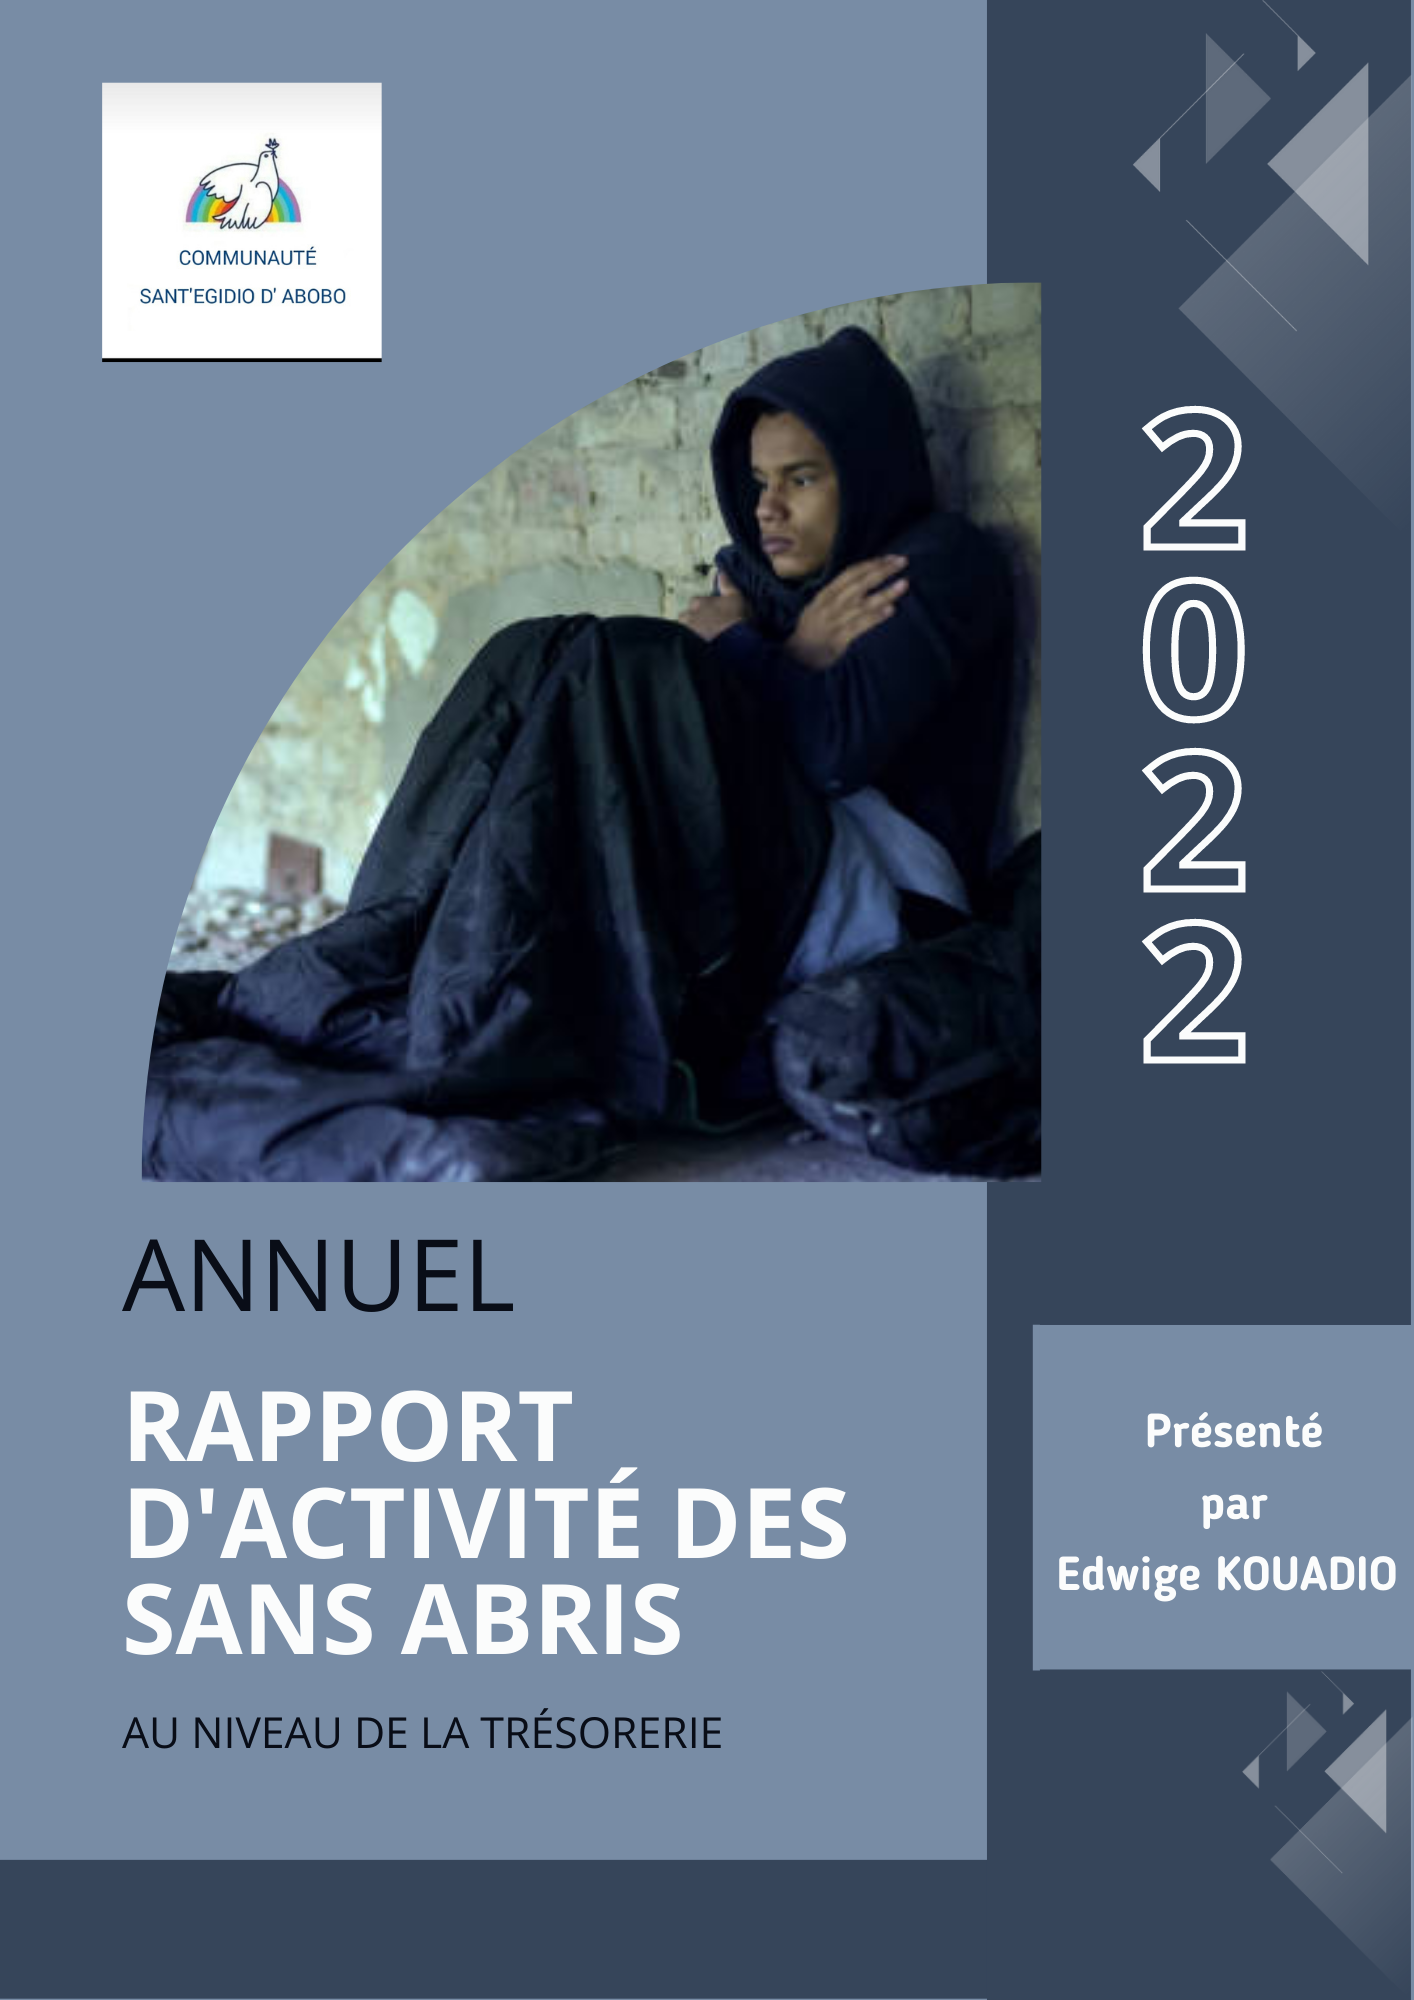 COMMUNAUTÉ
SANT'EGIDIO D' ABOBO
2
0
2
2
ANNUEL
RAPPORT
D'ACTIVITÉ DES
SANS ABRIS
AU NIVEAU DE LA TRÉSORERIE
Présenté
par
Edwige KOUADIO